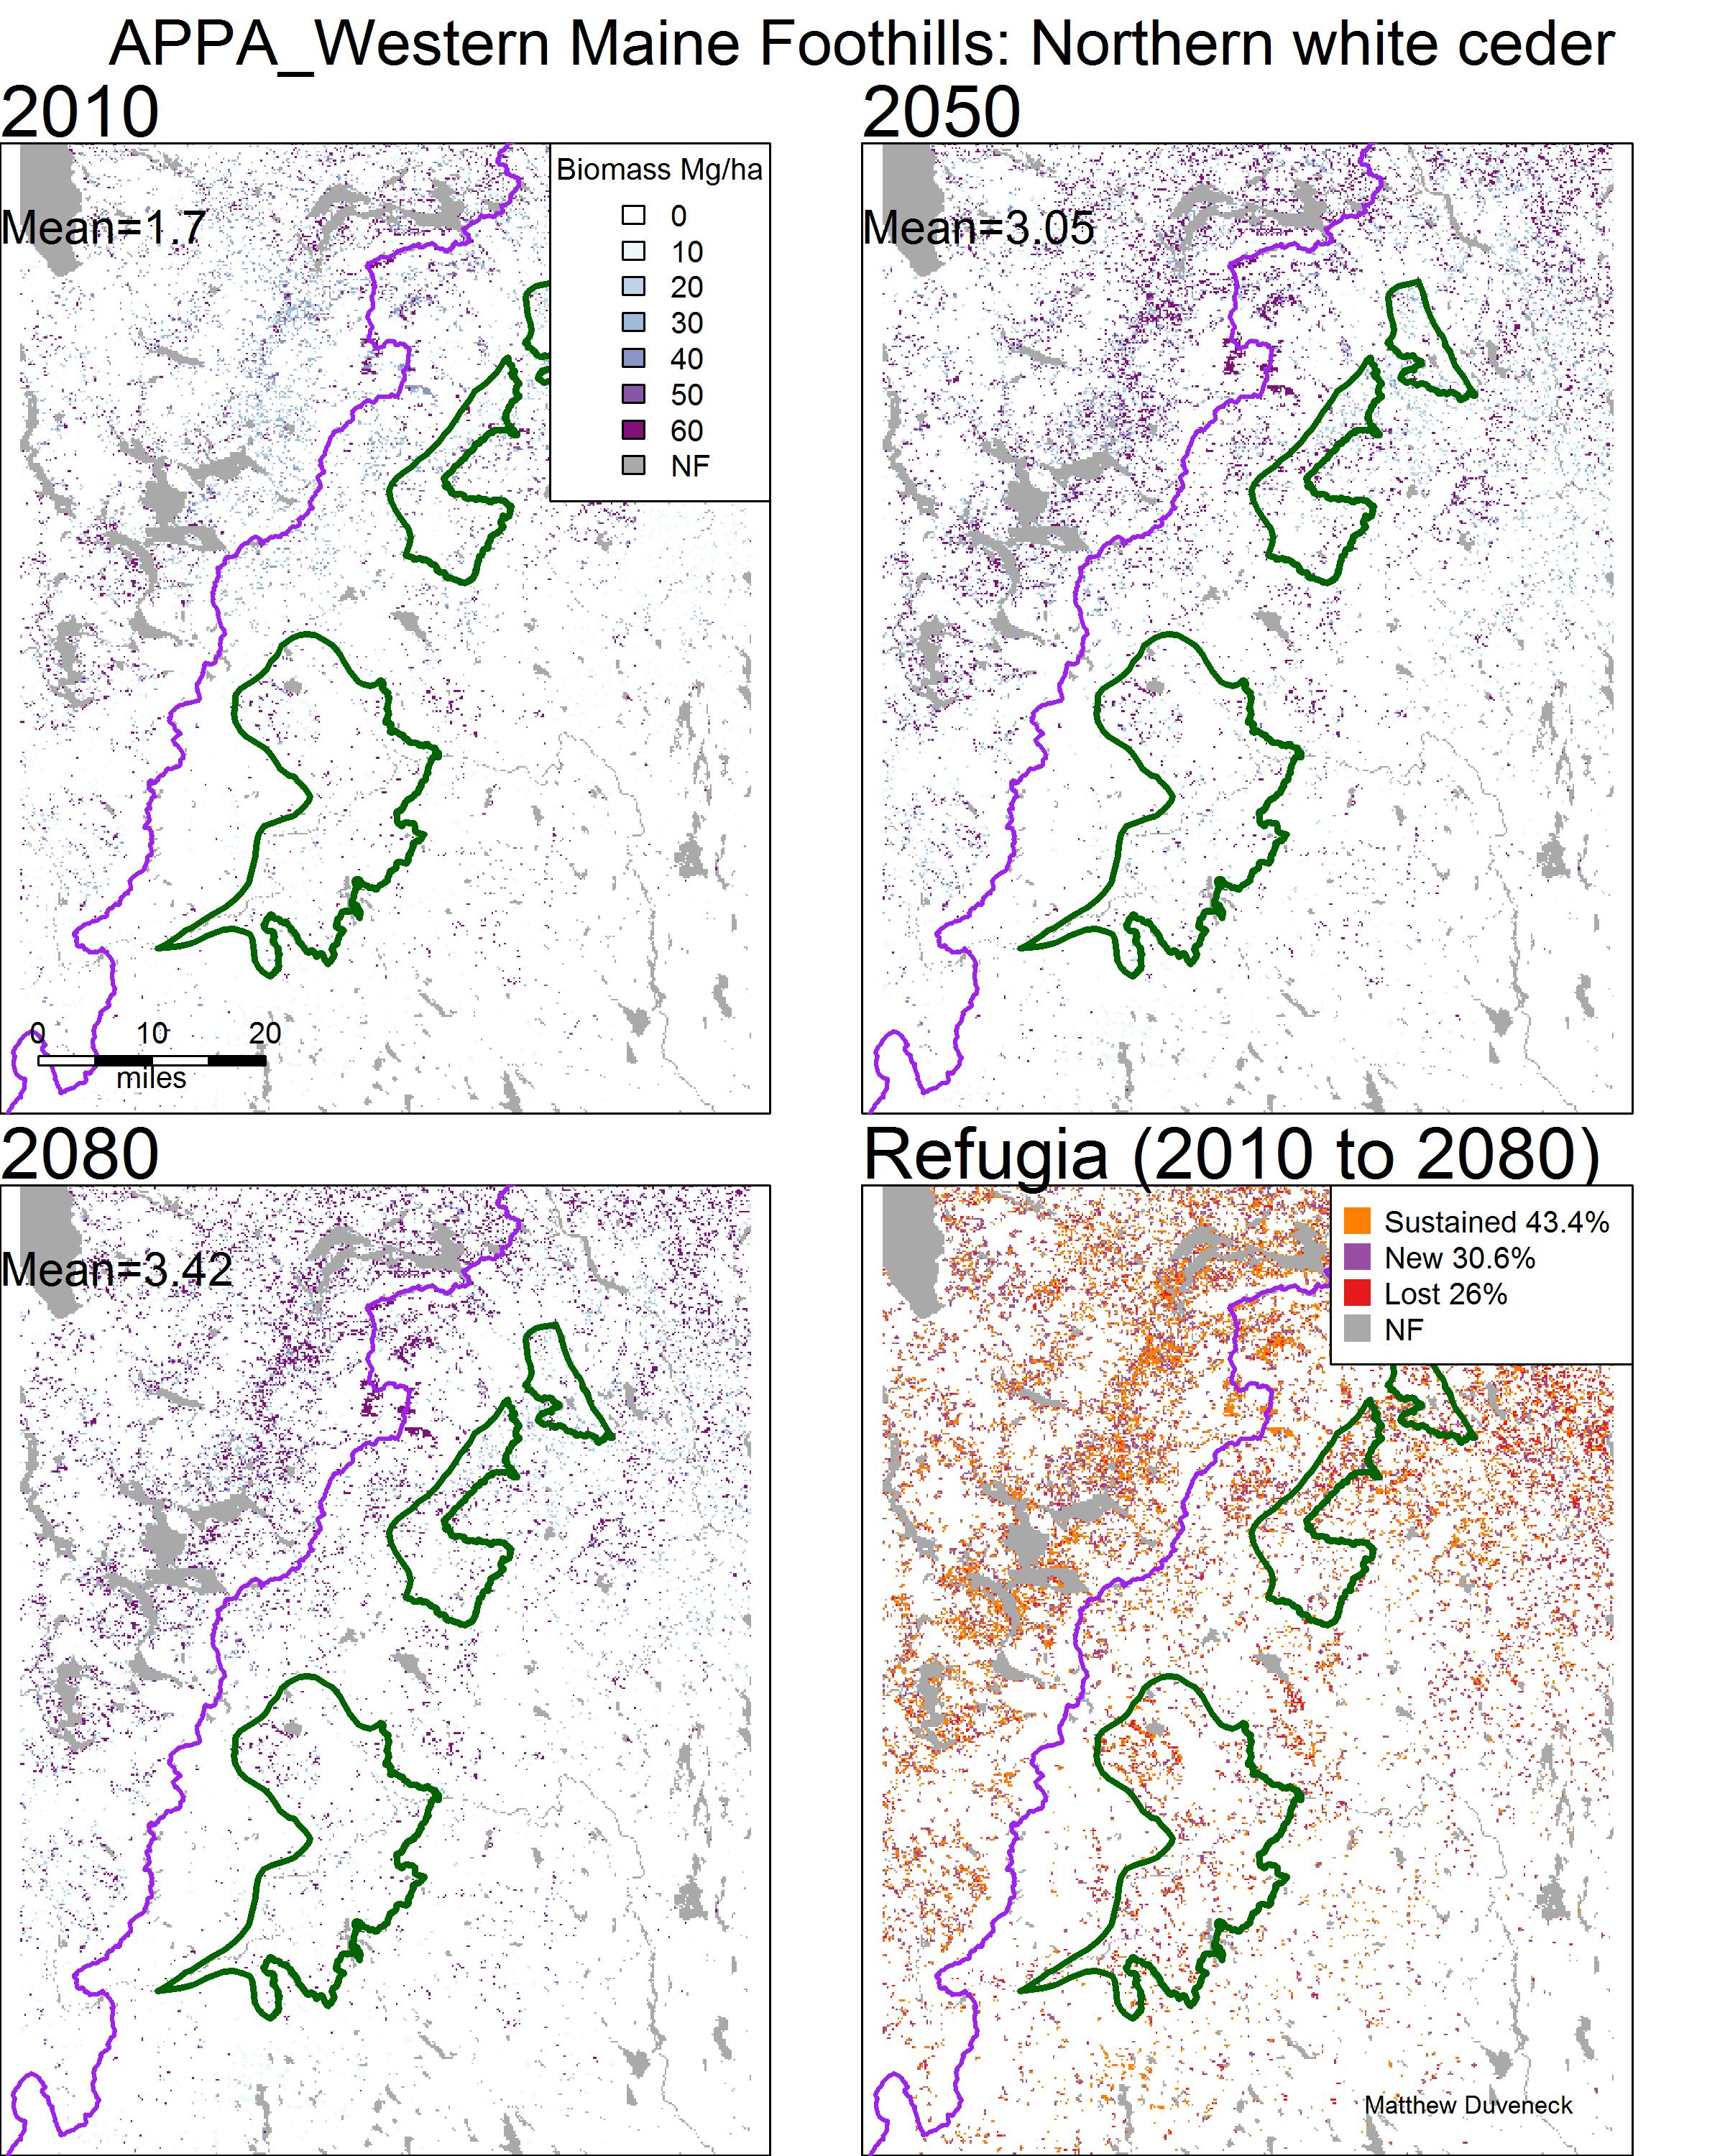 APPA_Western Maine Foothills: Northern white ceder
2010
2050
Biomass Mg/ha
0
10
20
30
40
50
60
NF
Mean=1.7
Mean=3.05
0 10 20
miles
2080
Refugia (2010 to 2080)
Mean=3.42
Sustained 43.4%
New 30.6%
Lost 26%
NF
Matthew Duveneck